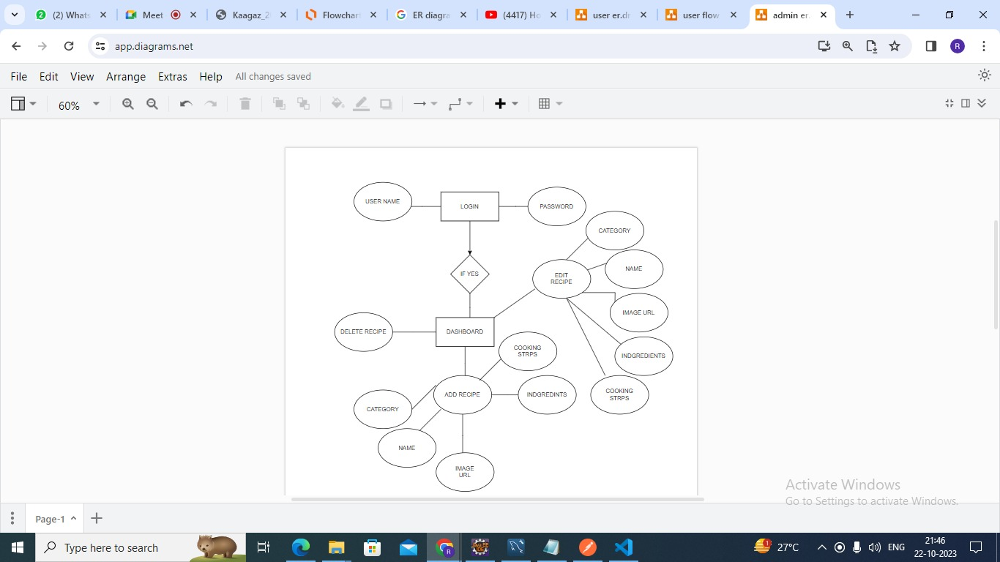 (2) Whats
Meet
Kaagaz_2
Flowchar
ER diagra
(4417) Ho
user er.dr
user flow
admin er.
app.diagrams.net
R
File Edit View Arrange Extras Help All changes saved
60%
USER NAME
LOGIN
PASSWORD
CATEGORY
NAME
IF YES
EDIT
RECIPE
IMAGE URL
DELETE RECIPE
DASHBOARD
COOKING
STRPS
INDGREDIENTS
ADD RECIPE
INDGREDINTS
COOKING
STRPS
CATEGORY
NAME
IMAGE
URL
Activate Windows
Go to Settings to activate Windows.
Page-1
Type here to search
27°C
ENG
21:46
22-10-2023